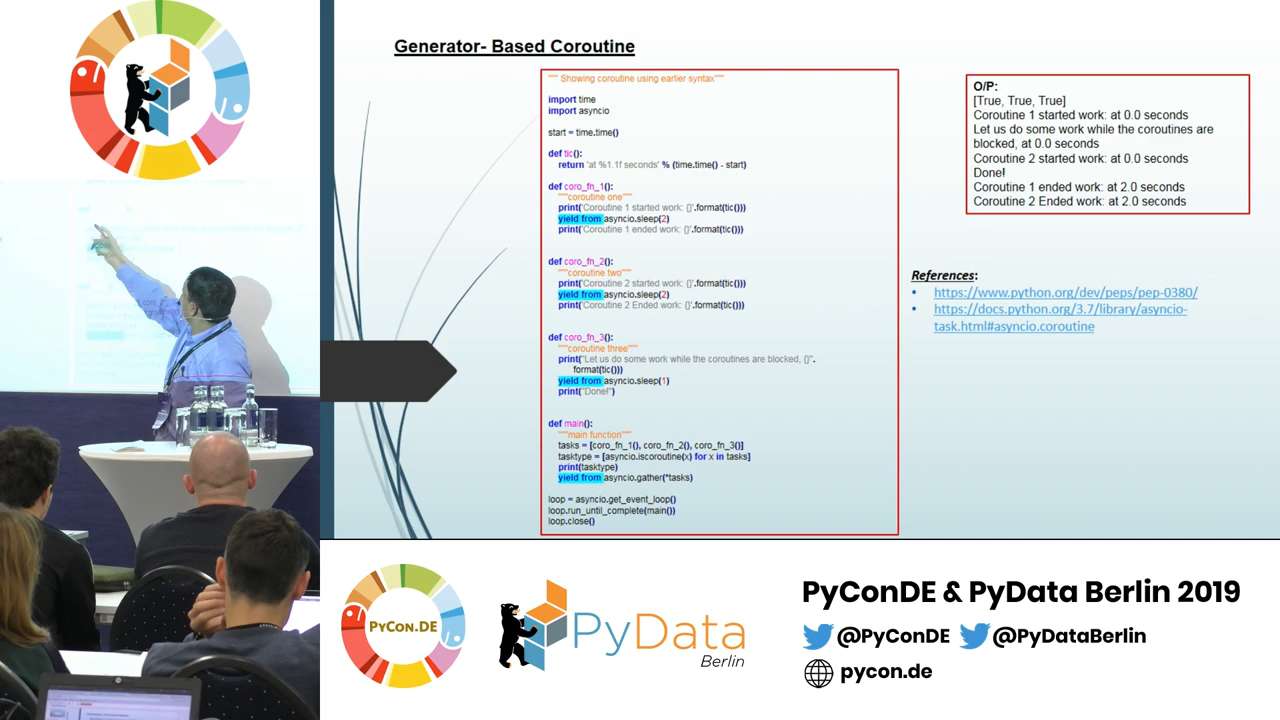 Generator- Based Coroutine
""" Showing coroutine using earlier syntax"""
import time
import asyncio
start = time.time()
def tic():
return 'at %1.1f seconds' % (time.time() - start)
def coro_fn_1():
"""coroutine one"""
print('Coroutine 1 started work: {}'.format(tic()))
yield from asyncio.sleep(2)
print('Coroutine 1 ended work: {}'.format(tic()))
def coro_fn_2():
"""coroutine two"""
print('Coroutine 2 started work: {}'.format(tic()))
yield from asyncio.sleep(2)
print('Coroutine 2 Ended work: {}'.format(tic()))
def coro_fn_3():
"""coroutine three"""
print("Let us do some work while the coroutines are blocked, {}".
format(tic()))
yield from asyncio.sleep(1)
print("Done!")
def main():
"""main function"""
tasks = [coro_fn_1(), coro_fn_2(), coro_fn_3()]
tasktype = [asyncio.iscoroutine(x) for x in tasks]
print(tasktype)
yield from asyncio.gather(*tasks)
loop = asyncio.get_event_loop()
loop.run_until_complete(main())
loop.close()
O/P:
[True, True, True]
Coroutine 1 started work: at 0.0 seconds
Let us do some work while the coroutines are
blocked, at 0.0 seconds
Coroutine 2 started work: at 0.0 seconds
Done!
Coroutine 1 ended work: at 2.0 seconds
Coroutine 2 Ended work: at 2.0 seconds
References:
• https://www.python.org/dev/peps/pep-0380/
• https://docs.python.org/3.7/library/asyncio-
task.html#asyncio.coroutine
PyCon.DE
PyData
Berlin
PyConDE & PyData Berlin 2019
@PyConDE @PyDataBerlin
pycon.de